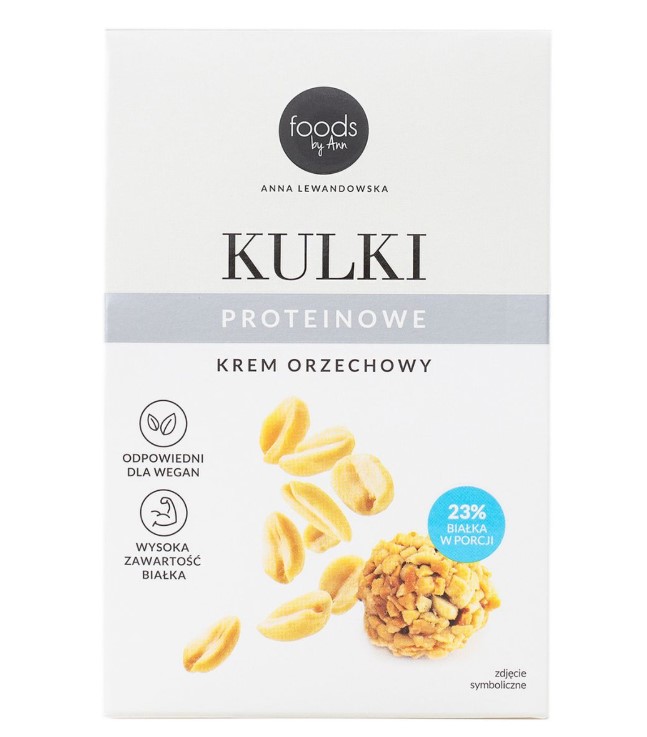 foods
by Ann
ANNA LEWANDOWSKA
KULKI
PROTEINOWE
KREM ORZECHOWY
ODPOWIEDNI
DLA WEGAN
WYSOKA
ZAWARTOŚĆ
BIAŁKA
23%
BIAŁKA
W PORCJI
zdjęcie
symboliczne